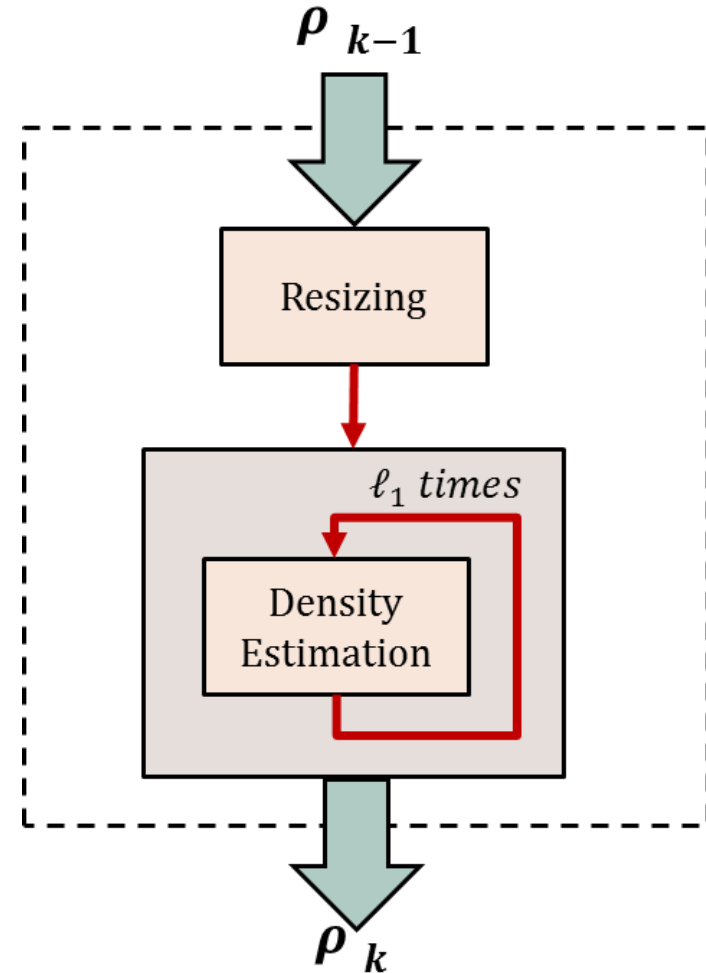 ρ k−1
Resizing
ℓ₁ times
Density
Estimation
ρ k